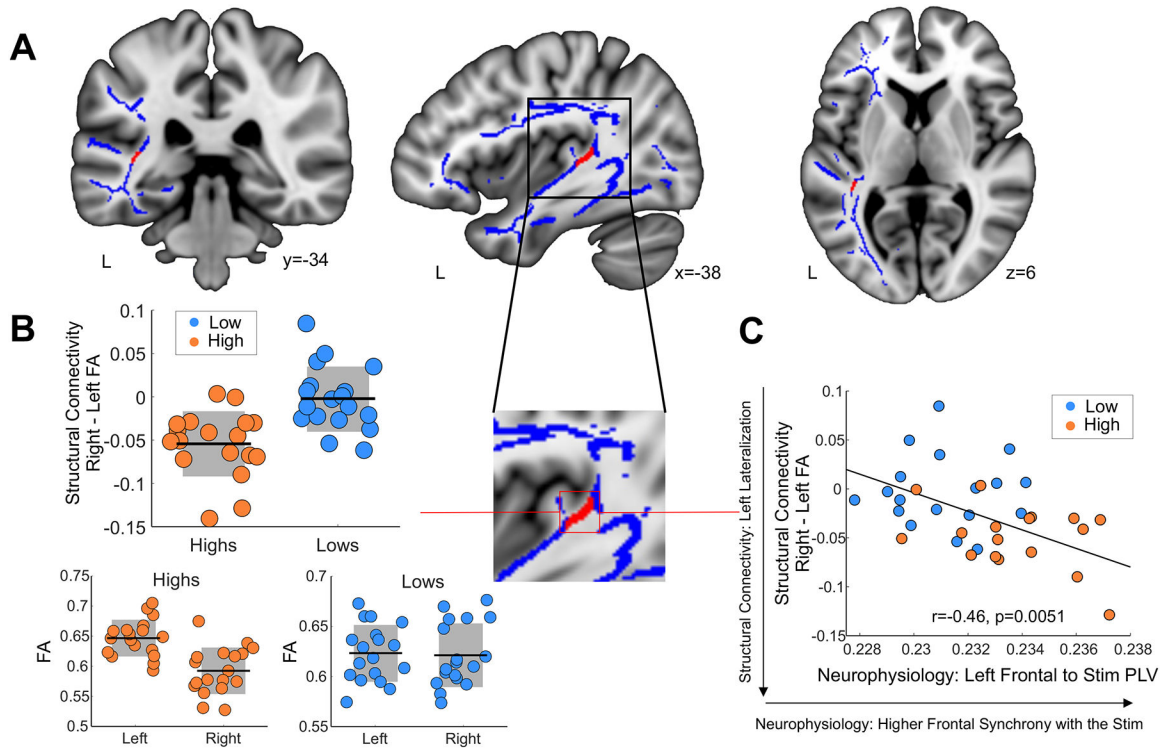 A
L
y=-34
L
x=-38
L
z=6
B
Structural Connectivity
Right - Left FA
0.1
0.05
0
-0.05
-0.1
-0.15
Low
High
Highs
Lows
FA
0.75
0.7
0.65
0.6
0.55
0.5
Highs
Left
Right
FA
0.7
0.65
0.6
0.55
Lows
Left
Right
C
Structural Connectivity: Left Lateralization
Structural Connectivity
Right - Left FA
0.1
0.05
0
-0.05
-0.1
-0.15
Low
High
r=-0.46, p=0.0051
0.228
0.23
0.232
0.234
0.236
0.238
Neurophysiology: Left Frontal to Stim PLV
Neurophysiology: Higher Frontal Synchrony with the Stim